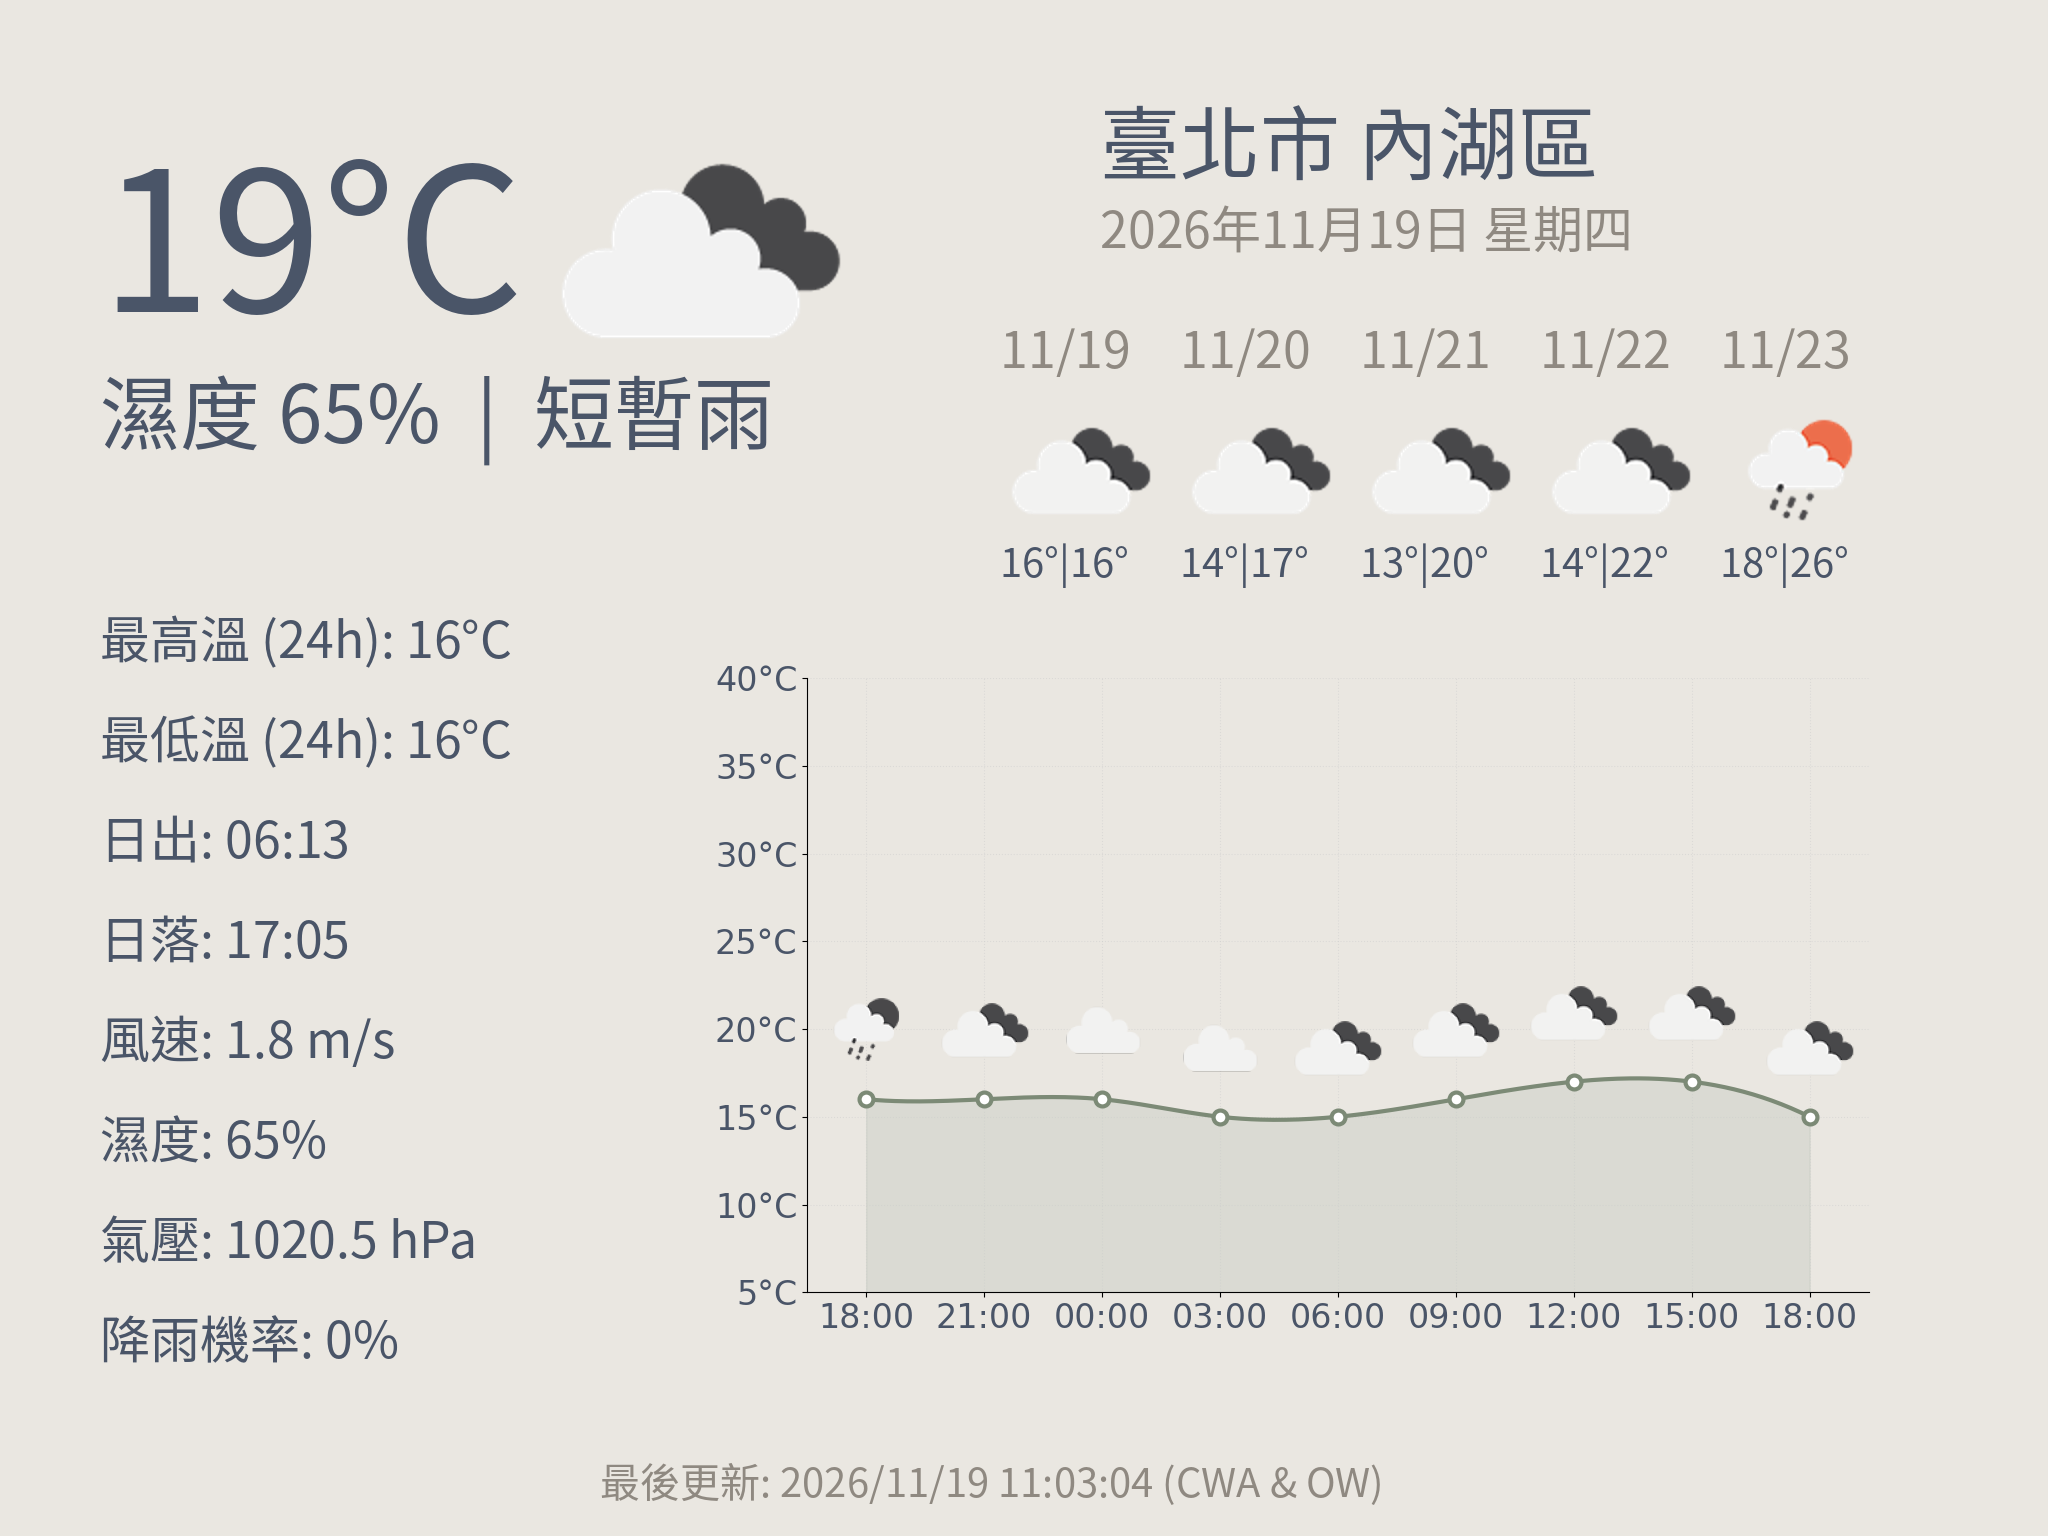 19°C
濕度 65% | 短暫雨
臺北市 內湖區
2026年11月19日 星期四
11/19 11/20 11/21 11/22 11/23
16°|16° 14°|17° 13°|20° 14°|22° 18°|26°
最高溫 (24h): 16°C
最低溫 (24h): 16°C
日出: 06:13
日落: 17:05
風速: 1.8 m/s
濕度: 65%
氣壓: 1020.5 hPa
降雨機率: 0%
40°C
35°C
30°C
25°C
20°C
15°C
10°C
5°C
18:00 21:00 00:00 03:00 06:00 09:00 12:00 15:00 18:00
最後更新: 2026/11/19 11:03:04 (CWA & OW)